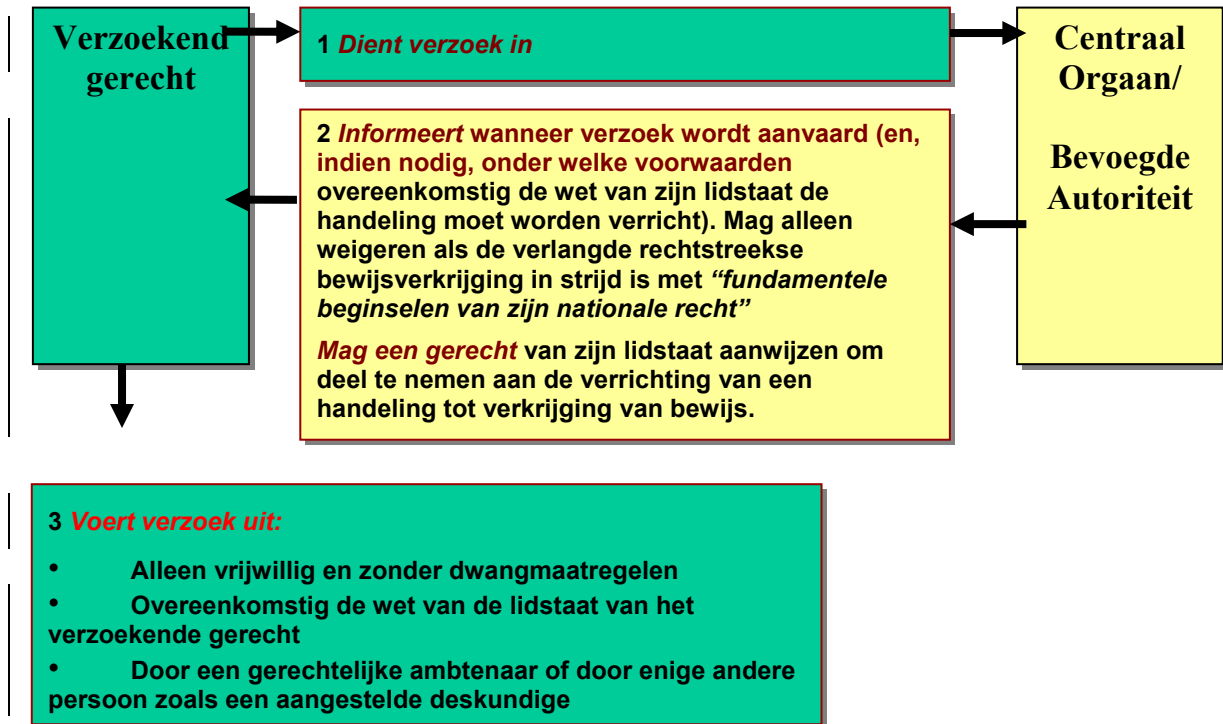 Verzoekend
gerecht
1 Dient verzoek in
Centraal
Orgaan/
Bevoegde
Autoriteit
2 Informeert wanneer verzoek wordt aanvaard (en,
indien nodig, onder welke voorwaarden
overeenkomstig de wet van zijn lidstaat de
handeling moet worden verricht). Mag alleen
weigeren als de verlangde rechtstreekse
bewijsverkrijging in strijd is met “fundamentele
beginselen van zijn nationale recht”
Mag een gerecht van zijn lidstaat aanwijzen om
deel te nemen aan de verrichting van een
handeling tot verkrijging van bewijs.
3 Voert verzoek uit:
• Alleen vrijwillig en zonder dwangmaatregelen
• Overeenkomstig de wet van de lidstaat van het
verzoekende gerecht
• Door een gerechtelijke ambtenaar of door enige andere
persoon zoals een aangestelde deskundige